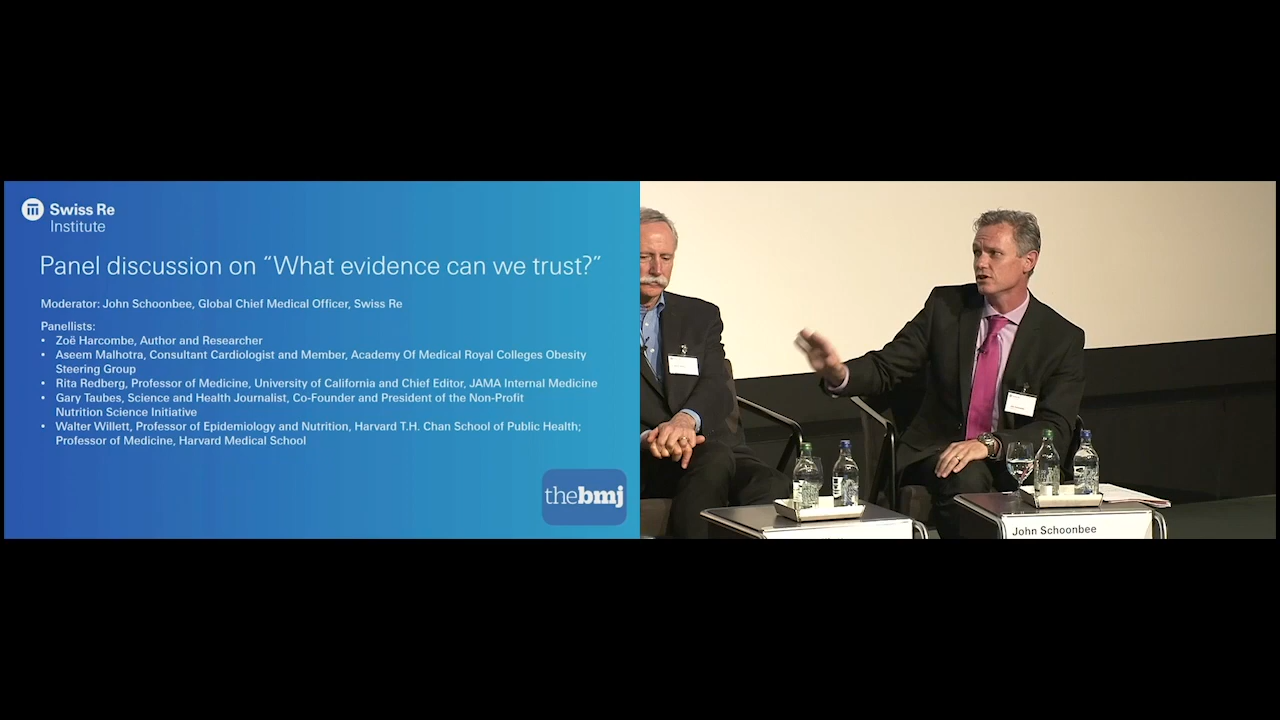 Swiss Re
Institute
Panel discussion on “What evidence can we trust?”
Moderator: John Schoonbee, Global Chief Medical Officer, Swiss Re
Panellists:
• Zoë Harcombe, Author and Researcher
• Aseem Malhotra, Consultant Cardiologist and Member, Academy Of Medical Royal Colleges Obesity
Steering Group
• Rita Redberg, Professor of Medicine, University of California and Chief Editor, JAMA Internal Medicine
• Gary Taubes, Science and Health Journalist, Co-Founder and President of the Non-Profit
Nutrition Science Initiative
• Walter Willett, Professor of Epidemiology and Nutrition, Harvard T.H. Chan School of Public Health;
Professor of Medicine, Harvard Medical School
thebmj
John Schoonbee